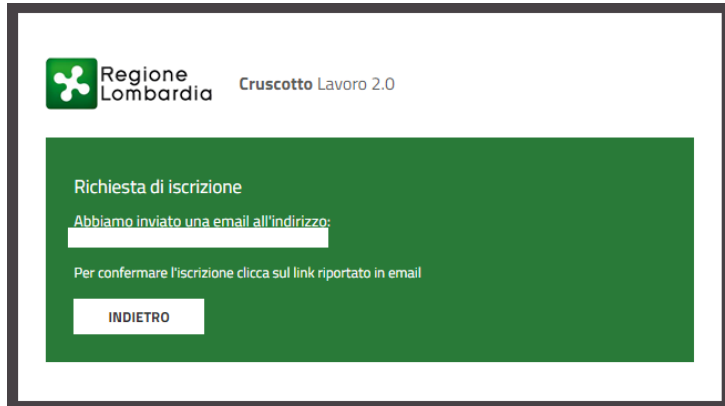 Regione
Lombardia
Cruscotto Lavoro 2.0
Richiesta di iscrizione
Abbiamo inviato una email all'indirizzo:
Per confermare l'iscrizione clicca sul link riportato in email
INDIETRO